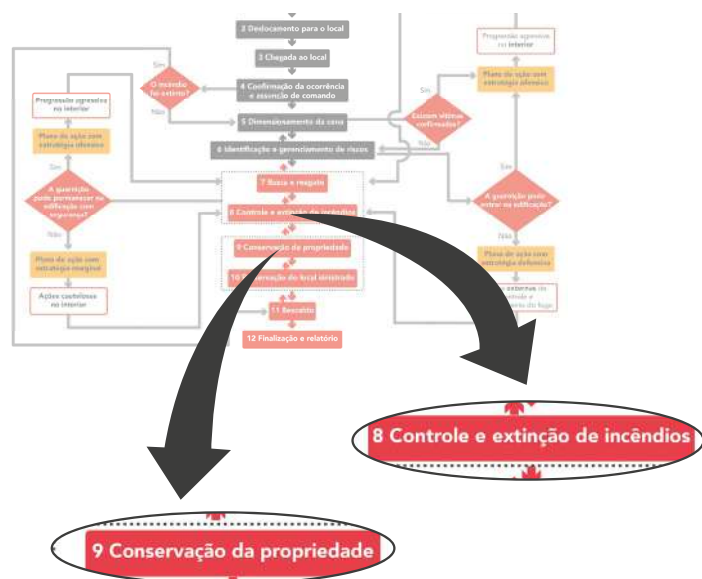 Progressão agressiva
no interior
2 Deslocamento para o local
3 Chegada ao local
Sim
O incêndio
foi extinto?
Não
4 Confirmação da ocorrência
e assunção de comando
5 Dimensionamento da cena
6 Identificação e gerenciamento de riscos
Plano de ação com
estratégia ofensiva
Sim
Existem vítimas
confirmadas?
Não
Progressão agressiva
no interior
Plano de ação com
estratégia ofensiva
Sim
A guarnição
pode permanecer na
edificação com
segurança?
Não
Plano de ação com
estratégia marginal
Ações cautelosas
no interior
7 Busca e resgate
8 Controle e extinção de incêndios
9 Conservação da propriedade
10
do local sinistrado
11 Rescaldo
12 Finalização e relatório
Sim
A guarnição pode
entrar na edificação?
Não
Plano de ação com
estratégia defensiva
8 Controle e extinção de incêndios
9 Conservação da propriedade